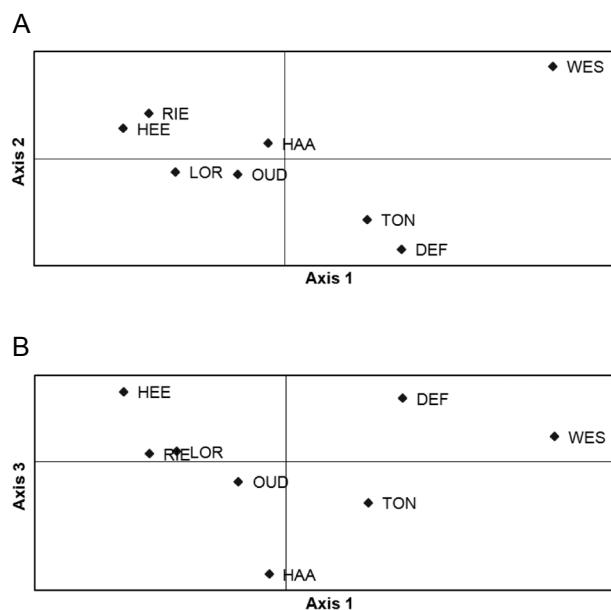 A
WES
RIE
HEE
HAA
LOR
OUD
TON
DEF
Axis 2
Axis 1
B
HEE
DEF
WES
RIE
LOR
OUD
TON
HAA
Axis 3
Axis 1